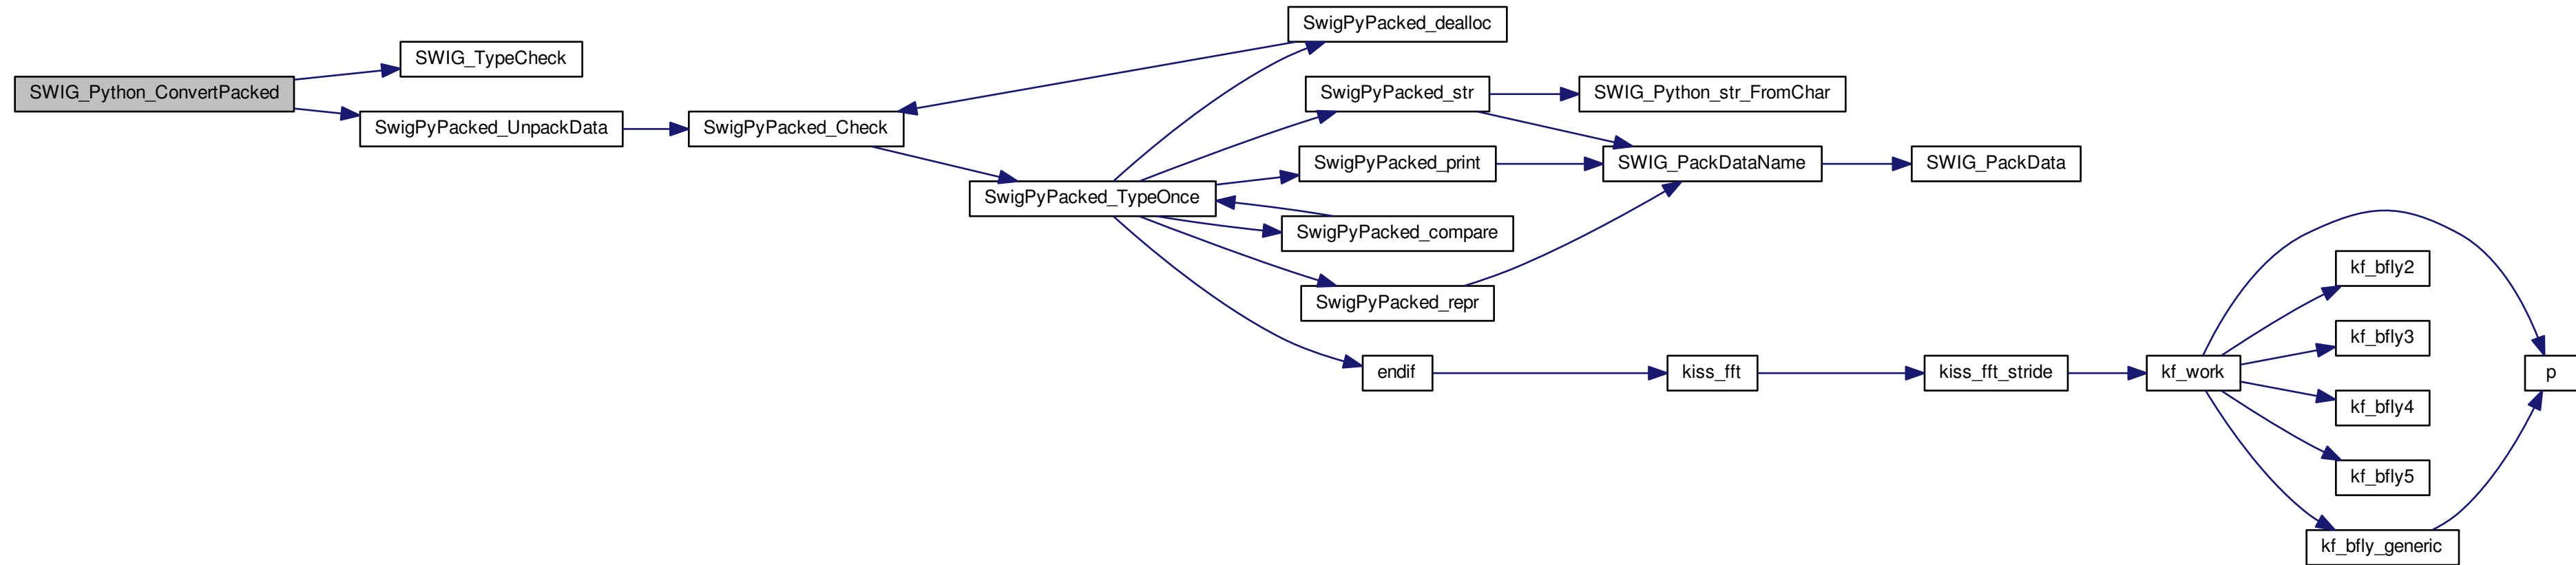 SWIG_Python_ConvertPacked
SWIG_TypeCheck
SwigPyPacked_UnpackData
SwigPyPacked_Check
SwigPyPacked_TypeOnce
SwigPyPacked_dealloc
SwigPyPacked_str
SwigPyPacked_print
SwigPyPacked_compare
SwigPyPacked_repr
endif
SWIG_Python_str_FromChar
SWIG_PackDataName
SWIG_PackData
kiss_fft
kiss_fft_stride
kf_work
kf_bfly2
kf_bfly3
kf_bfly4
kf_bfly5
kf_bfly_generic
p